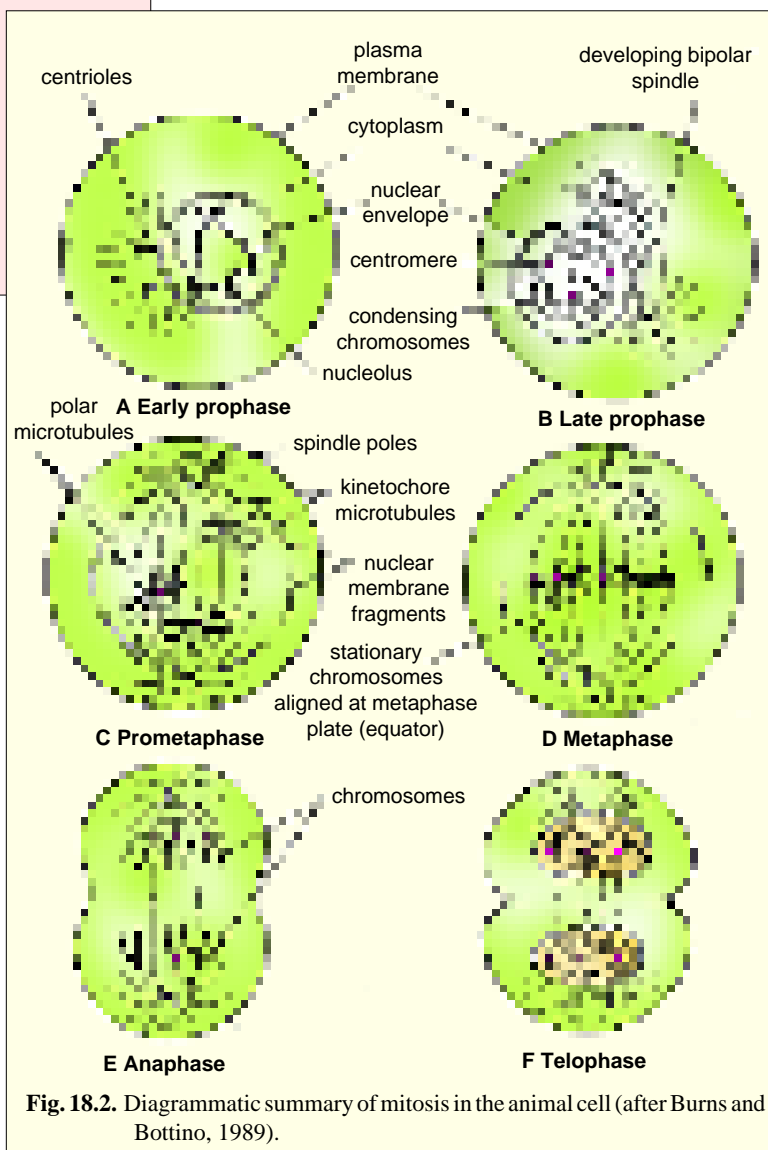 plasma
membrane
developing bipolar
spindle
centrioles
cytoplasm
nuclear
envelope
centromere
condensing
chromosomes
nucleolus
A Early prophase
B Late prophase
polar
microtubules
spindle poles
kinetochore
microtubules
nuclear
membrane
fragments
stationary
chromosomes
aligned at metaphase
plate (equator)
C Prometaphase
D Metaphase
chromosomes
E Anaphase
F Telophase
Fig. 18.2. Diagrammatic summary of mitosis in the animal cell (after Burns and
Bottino, 1989).